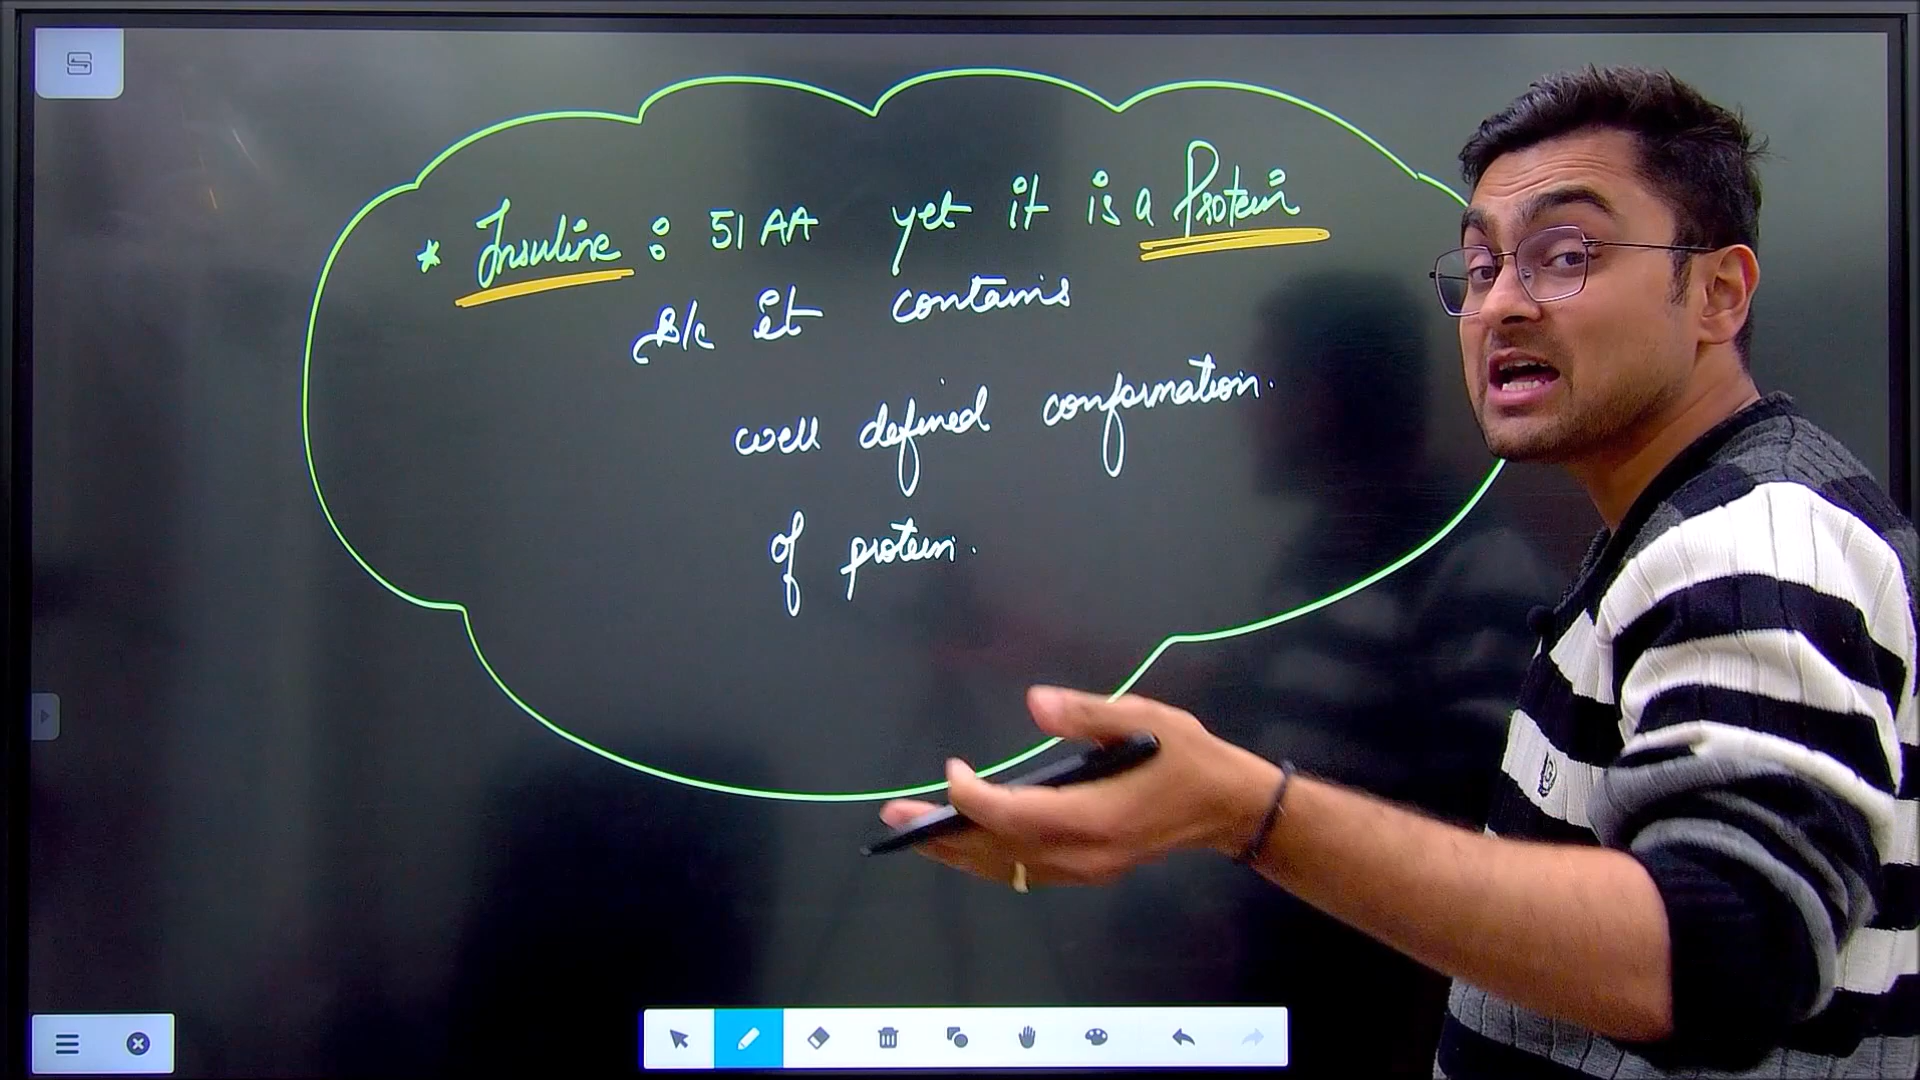 * Insuline : 51 AA yet it is a Protein
B/c it contains
well defined conformation.
of protein.